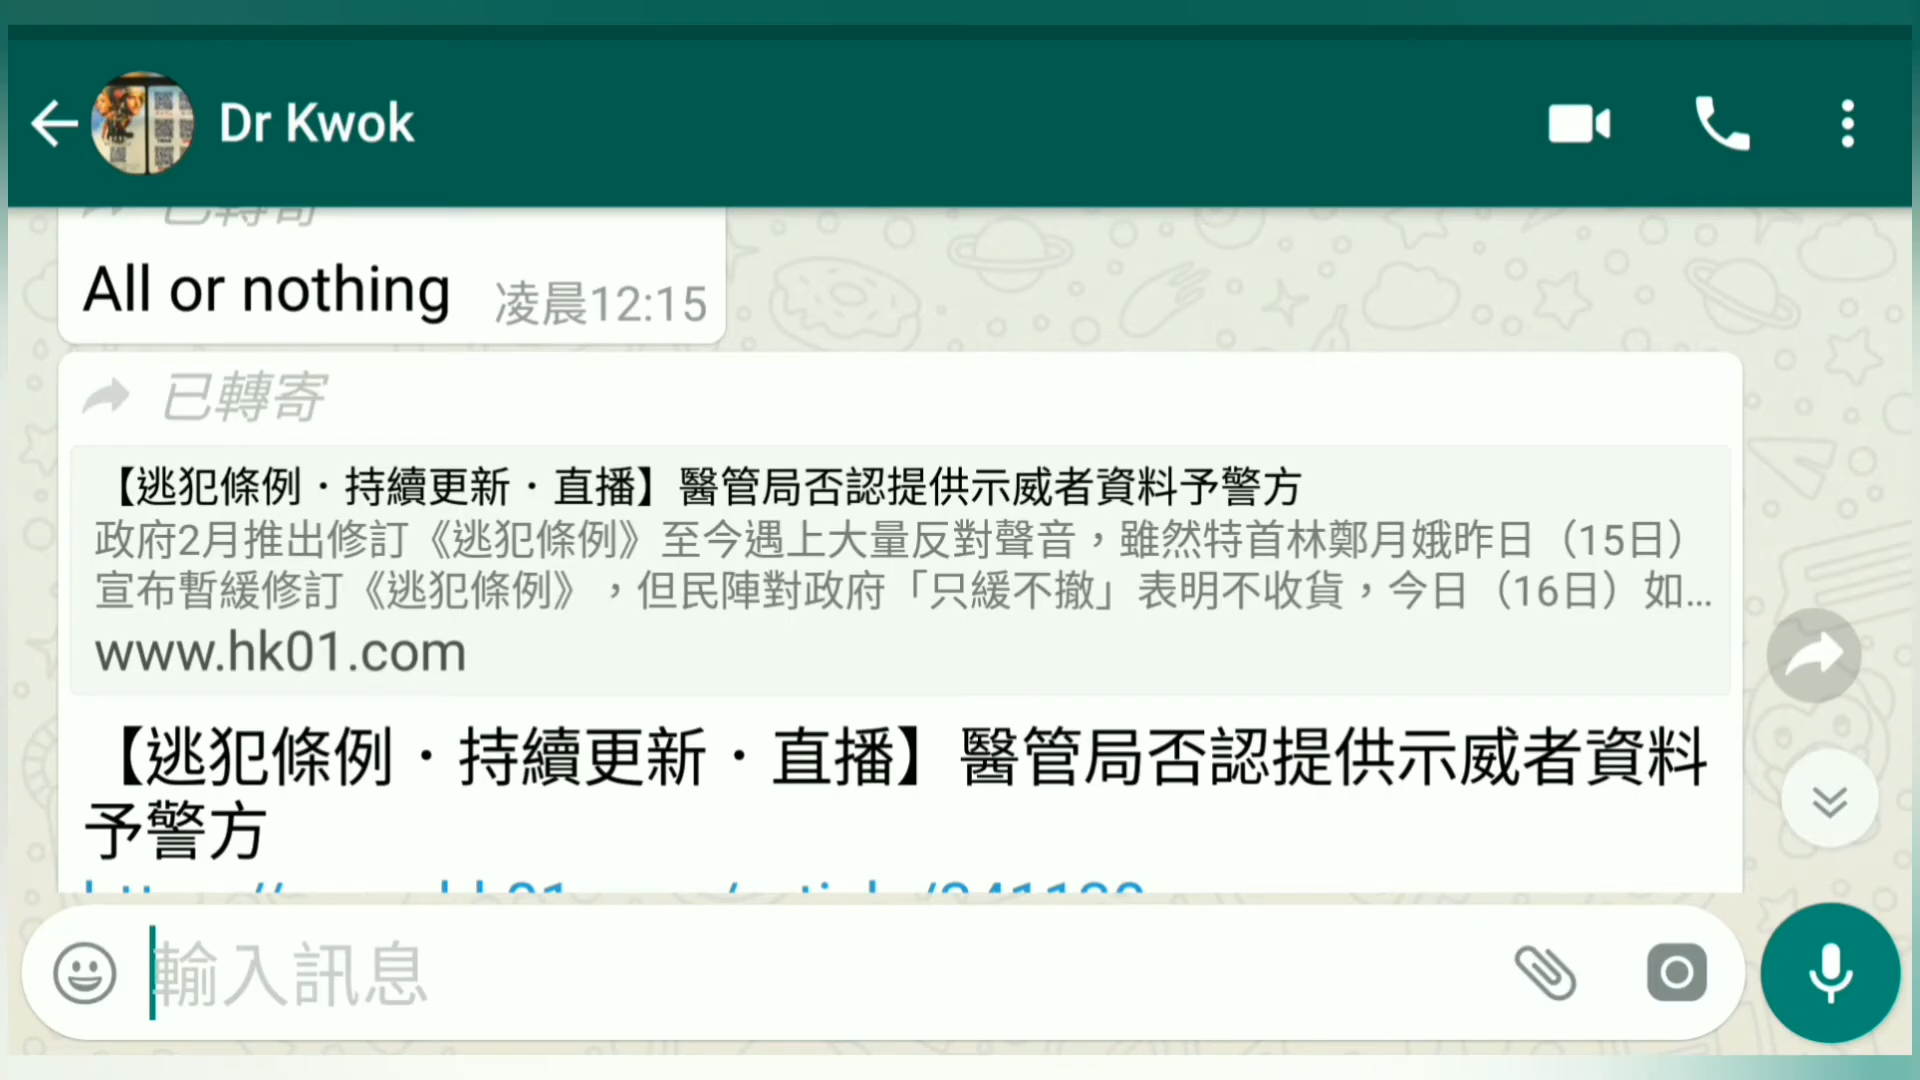 Dr Kwok
已轉寄
All or nothing 凌晨12:15
已轉寄
【逃犯條例．持續更新．直播】醫管局否認提供示威者資料予警方
政府2月推出修訂《逃犯條例》至今遇上大量反對聲音，雖然特首林鄭月娥昨日（15日）
宣布暫緩修訂《逃犯條例》，但民陣對政府「只緩不撤」表明不收貨，今日（16日）如...
www.hk01.com
【逃犯條例．持續更新．直播】醫管局否認提供示威者資料
予警方
輸入訊息